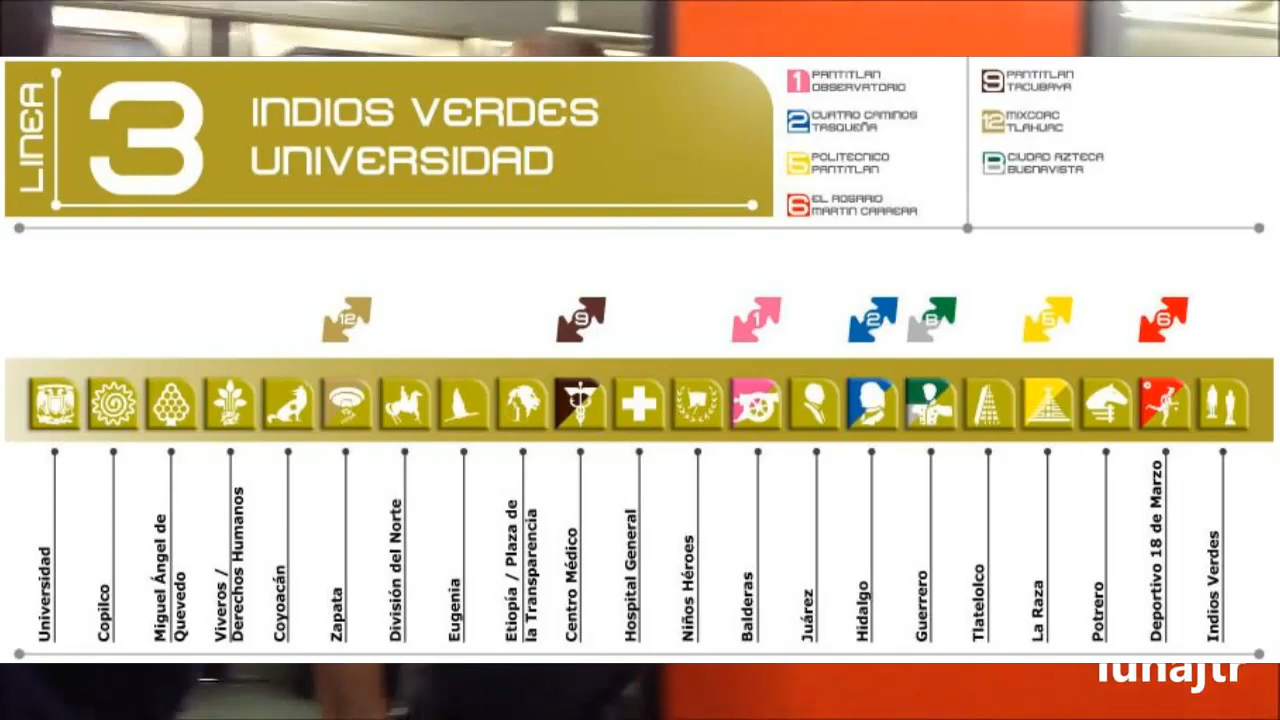 LINEA
3
INDIOS VERDES
UNIVERSIDAD
1 PANTITLAN
OBSERVATORIO
2 CUATRO CAMINOS
TASQUEÑA
5 POLITECNICO
PANTITLAN
6 EL ROSARIO
MARTIN CARRERA
9 PANTITLAN
TACUBAYA
12 MIXCOAC
TLAHUAC
B CIUDAD AZTECA
BUENAVISTA
12
9
1
2
B
5
6
Universidad
Copilco
Miguel Ángel de
Quevedo
Viveros /
Derechos Humanos
Coyoacán
Zapata
División del Norte
Eugenia
Etiopía / Plaza de
la Transparencia
Centro Médico
Hospital General
Niños Héroes
Balderas
Juárez
Hidalgo
Guerrero
Tlatelolco
La Raza
Potrero
Deportivo 18 de Marzo
Indios Verdes
lunajtr